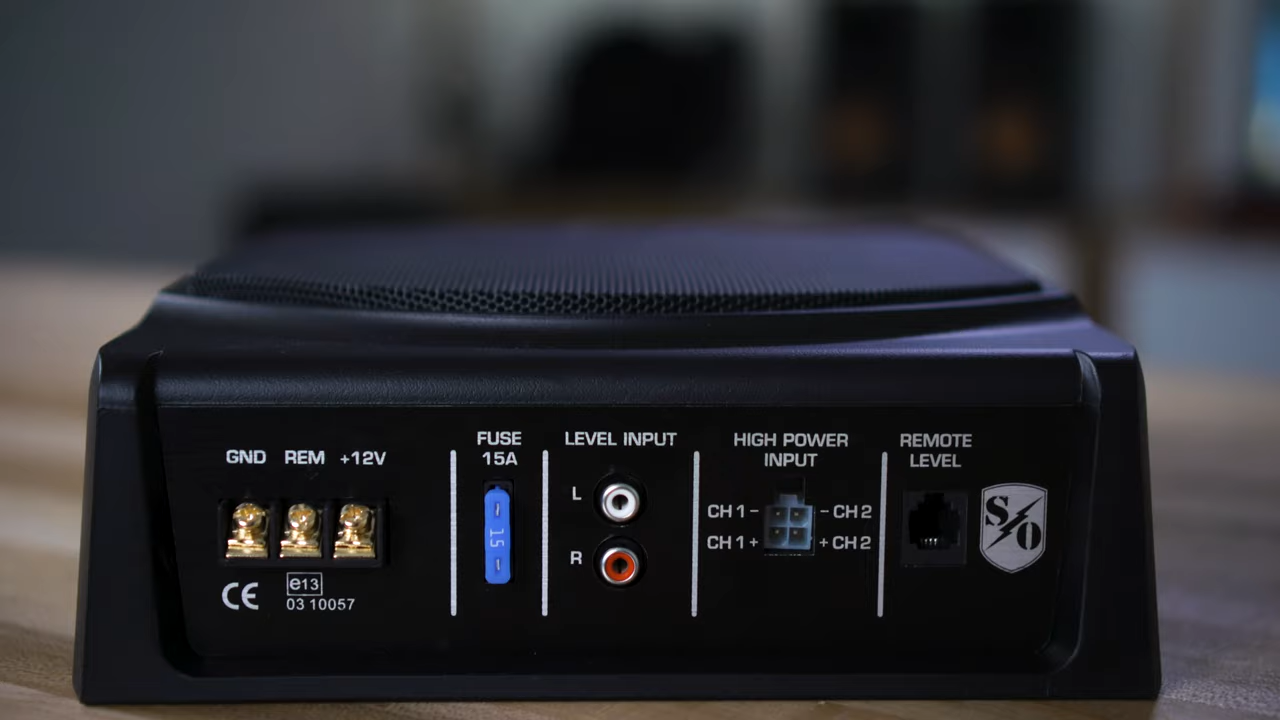 GND REM +12V
CE
e13
03 10057
FUSE
15A
15
LEVEL INPUT
L
R
HIGH POWER
INPUT
CH 1 - - CH 2
CH 1 + + CH 2
REMOTE
LEVEL
S/O